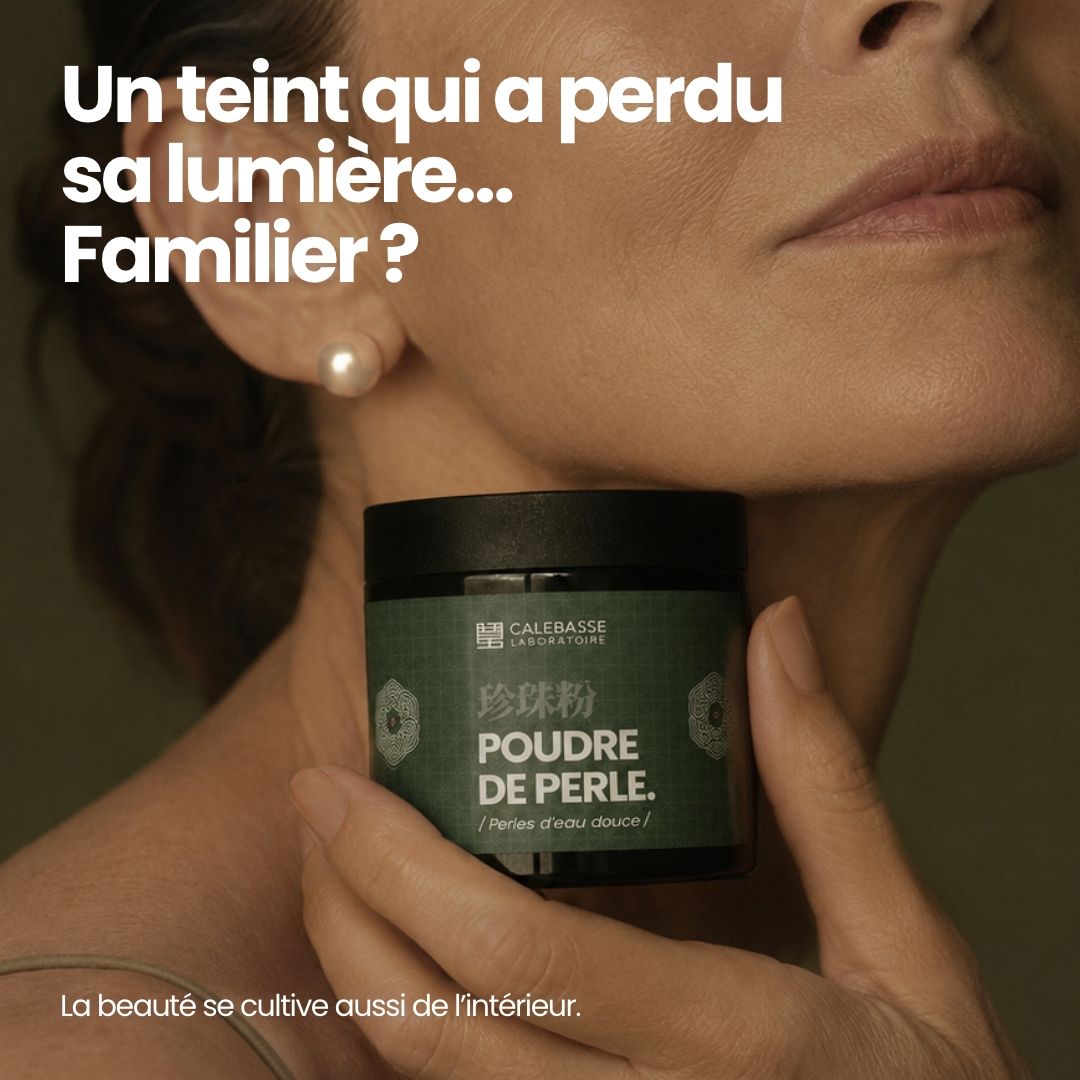 Un teint qui a perdu
sa lumière...
Familier ?
CALEBASSE
LABORATOIRE
珍珠粉
POUDRE
DE PERLE.
/ Perles d'eau douce /
La beauté se cultive aussi de l'intérieur.